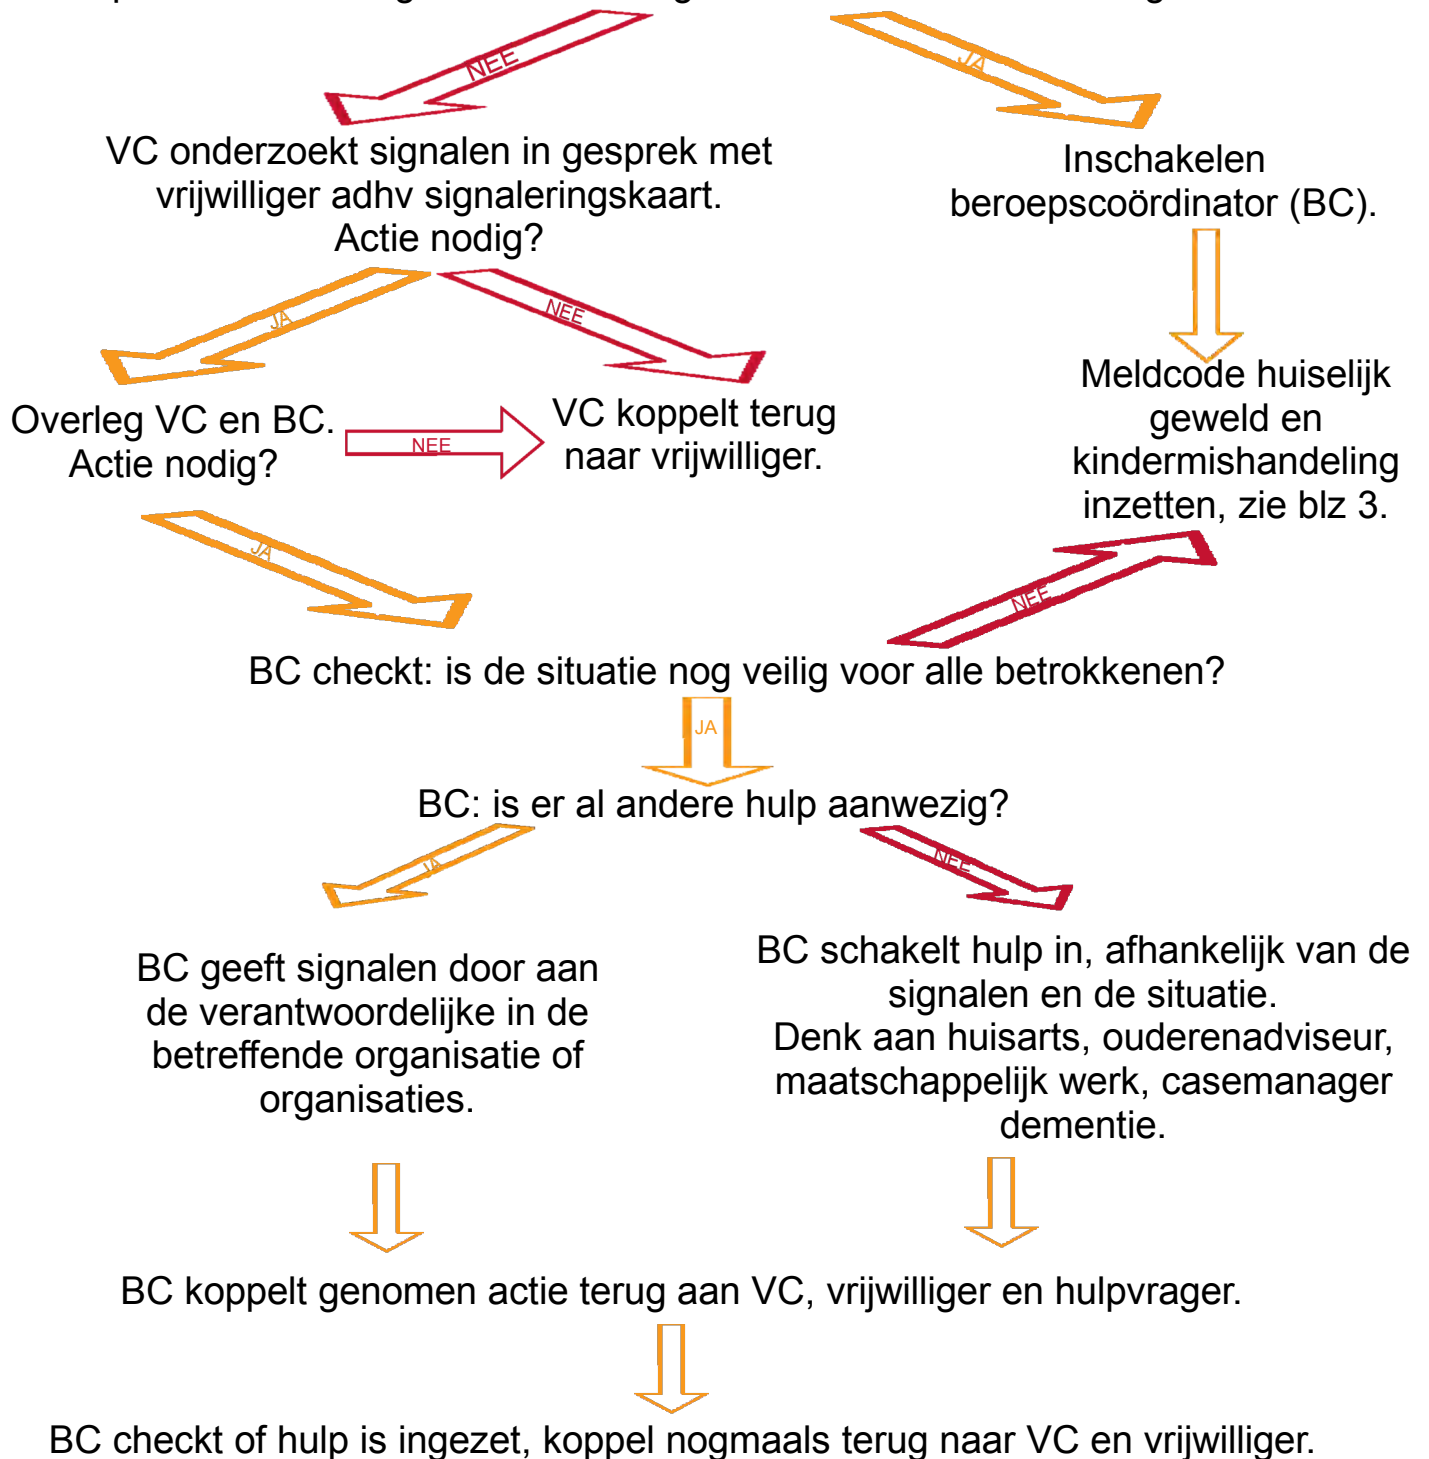 NEE
JA
VC onderzoekt signalen in gesprek met
vrijwilliger adhv signaleringskaart.
Actie nodig?
Inschakelen
beroepscoördinator (BC).
JA
NEE
Overleg VC en BC.
Actie nodig?
NEE
VC koppelt terug
naar vrijwilliger.
Meldcode huiselijk
geweld en
kindermishandeling
inzetten, zie blz 3.
JA
NEE
BC checkt: is de situatie nog veilig voor alle betrokkenen?
JA
BC: is er al andere hulp aanwezig?
JA
NEE
BC geeft signalen door aan
de verantwoordelijke in de
betreffende organisatie of
organisaties.
BC schakelt hulp in, afhankelijk van de
signalen en de situatie.
Denk aan huisarts, ouderenadviseur,
maatschappelijk werk, casemanager
dementie.
BC koppelt genomen actie terug aan VC, vrijwilliger en hulpvrager.
BC checkt of hulp is ingezet, koppel nogmaals terug naar VC en vrijwilliger.